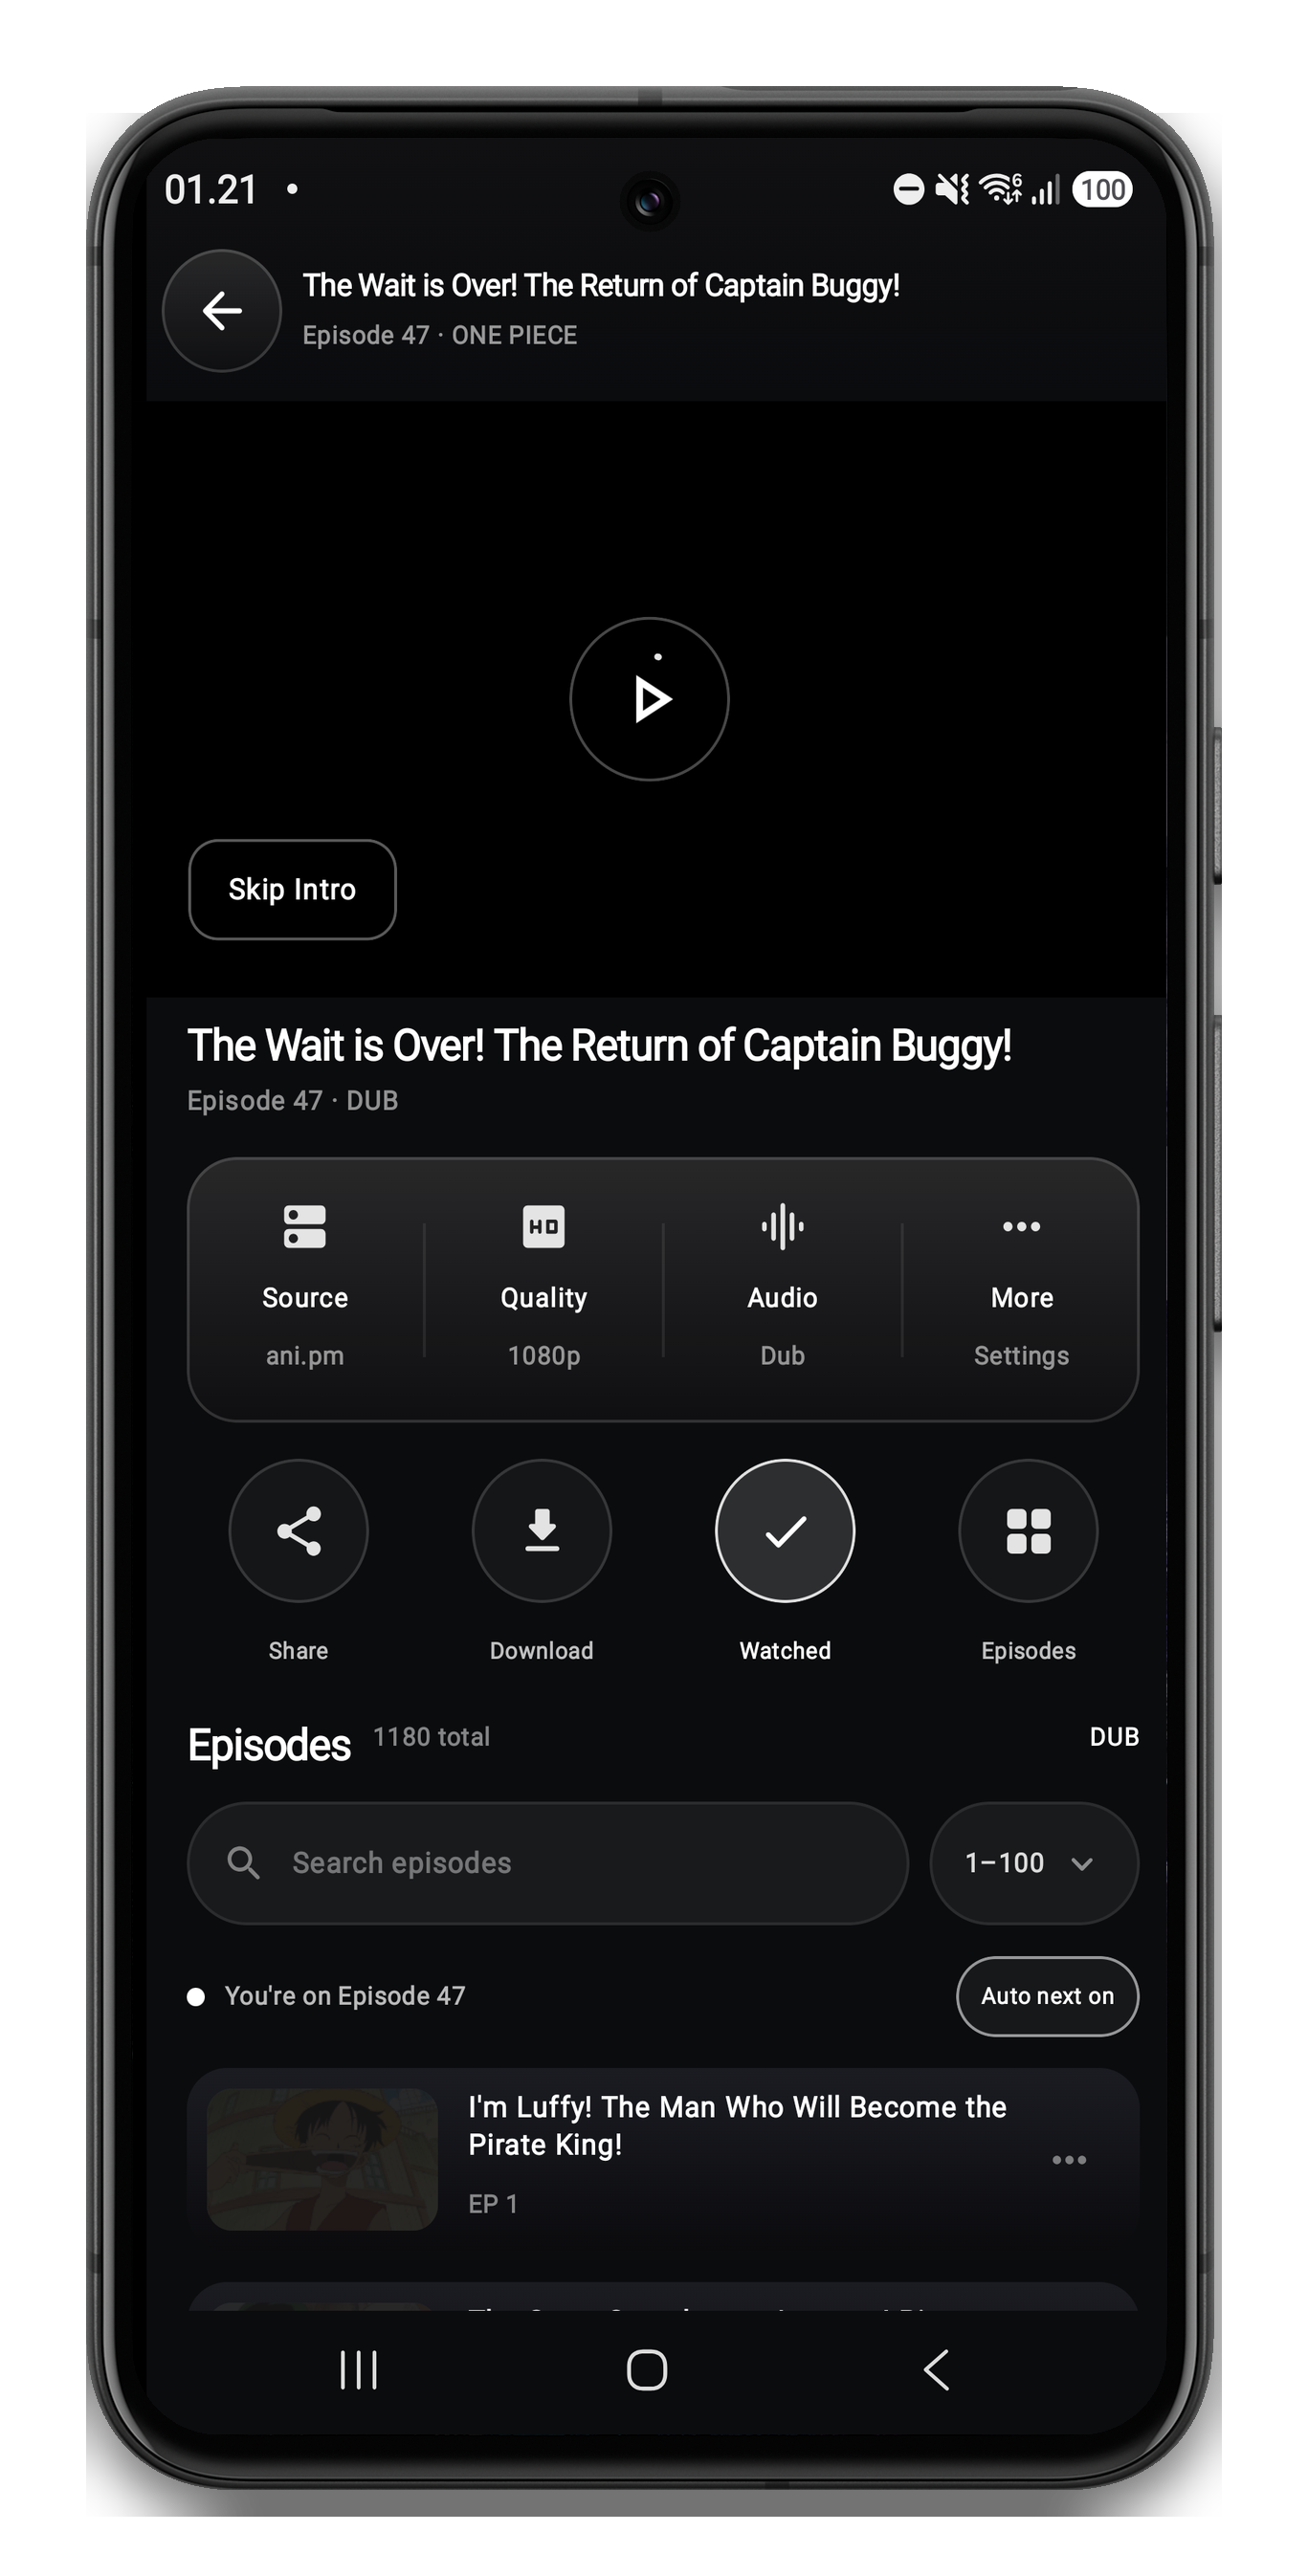 01.21
6
100
The Wait is Over! The Return of Captain Buggy!
Episode 47 · ONE PIECE
Skip Intro
The Wait is Over! The Return of Captain Buggy!
Episode 47 · DUB
HD
Source
Quality
Audio
More
ani.pm
1080p
Dub
Settings
Share
Download
Watched
Episodes
Episodes
1180 total
DUB
Search episodes
1–100
You're on Episode 47
Auto next on
I'm Luffy! The Man Who Will Become the
Pirate King!
EP 1